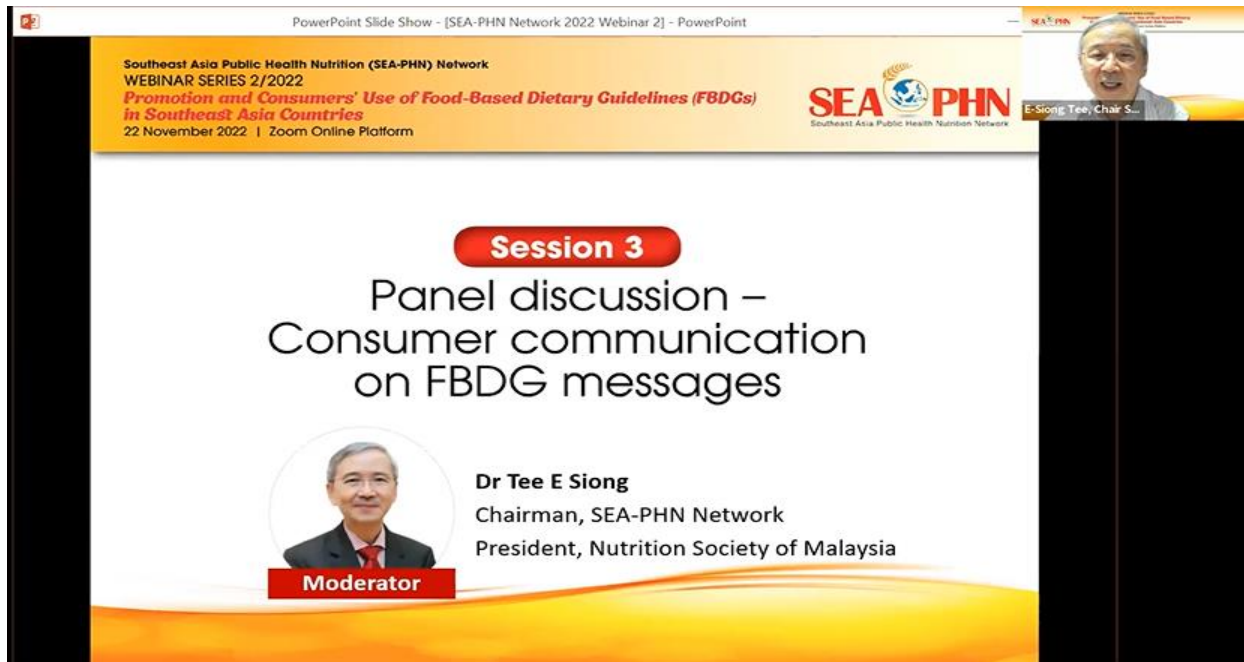 PowerPoint Slide Show - [SEA-PHN Network 2022 Webinar 2] - PowerPoint
Southeast Asia Public Health Nutrition (SEA-PHN) Network
WEBINAR SERIES 2/2022
Promotion and Consumers' Use of Food-Based Dietary Guidelines (FBDGs)
in Southeast Asia Countries
22 November 2022 | Zoom Online Platform
SEA PHN
Southeast Asia Public Health Nutrition Network
SEA PHN
E-Siong Tee, Chair S...
Session 3
Panel discussion –
Consumer communication
on FBDG messages
Dr Tee E Siong
Chairman, SEA-PHN Network
President, Nutrition Society of Malaysia
Moderator